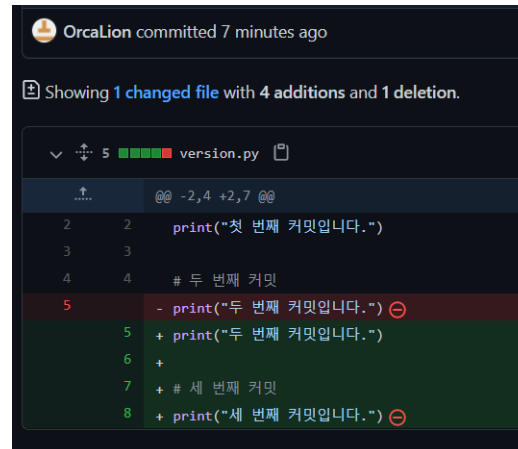 OrcaLion committed 7 minutes ago
Showing 1 changed file with 4 additions and 1 deletion.
5 version.py
@@ -2,4 +2,7 @@
2 2 print("첫 번째 커밋입니다.")
3 3
4 4 # 두 번째 커밋
5 - print("두 번째 커밋입니다.")
5 + print("두 번째 커밋입니다.")
6 +
7 + # 세 번째 커밋
8 + print("세 번째 커밋입니다.")